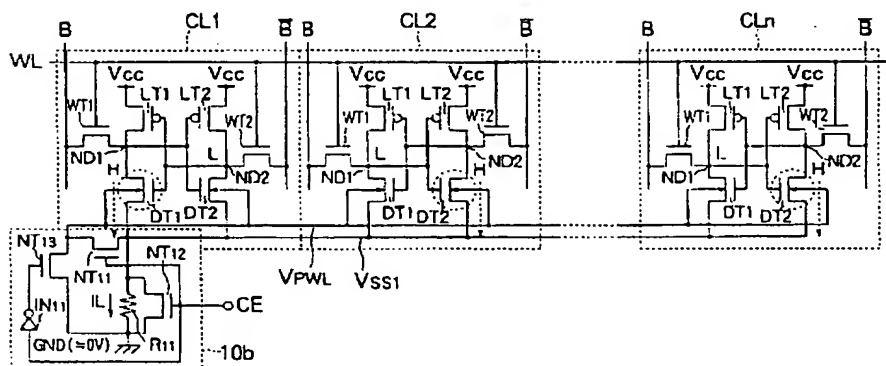 CL1 CL2 CLn
B B̅ B B̅ B B̅
WL
Vcc Vcc Vcc Vcc Vcc Vcc
LT1 LT2 LT1 LT2 LT1 LT2
WT1 WT2 WT1 WT2 WT1 WT2
ND1 L ND2 ND1 L ND2 ND1 L ND2
H H H
DT1 DT2 DT1 DT2 DT1 DT2
NT13 NT12
NT11 VPWL VSS1
IN11 IL CE
GND(=0V) R11 10b